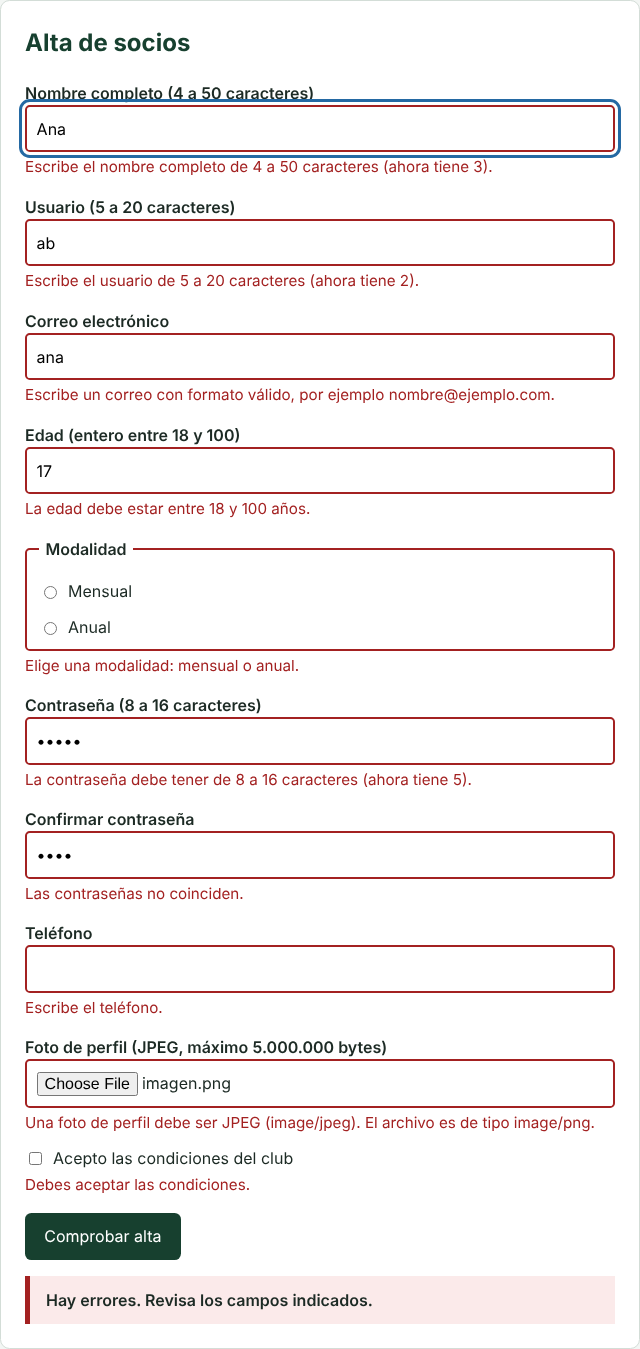 Alta de socios
Nombre completo (4 a 50 caracteres)
Ana
Escribe el nombre completo de 4 a 50 caracteres (ahora tiene 3).
Usuario (5 a 20 caracteres)
ab
Escribe el usuario de 5 a 20 caracteres (ahora tiene 2).
Correo electrónico
ana
Escribe un correo con formato válido, por ejemplo nombre@ejemplo.com.
Edad (entero entre 18 y 100)
17
La edad debe estar entre 18 y 100 años.
Modalidad
Mensual
Anual
Elige una modalidad: mensual o anual.
Contraseña (8 a 16 caracteres)
•••••
La contraseña debe tener de 8 a 16 caracteres (ahora tiene 5).
Confirmar contraseña
••••
Las contraseñas no coinciden.
Teléfono
Escribe el teléfono.
Foto de perfil (JPEG, máximo 5.000.000 bytes)
Choose File imagen.png
Una foto de perfil debe ser JPEG (image/jpeg). El archivo es de tipo image/png.
Acepto las condiciones del club
Debes aceptar las condiciones.
Comprobar alta
Hay errores. Revisa los campos indicados.